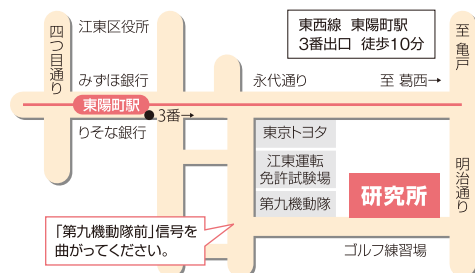 東西線 東陽町駅
3番出口 徒歩10分
四つ目通り
江東区役所
至 亀戸
みずほ銀行
永代通り
至 葛西→
東陽町駅
3番→
りそな銀行
東京トヨタ
江東運転
免許試験場
第九機動隊
研究所
明治通り
「第九機動隊前」信号を
曲がってください。
ゴルフ練習場